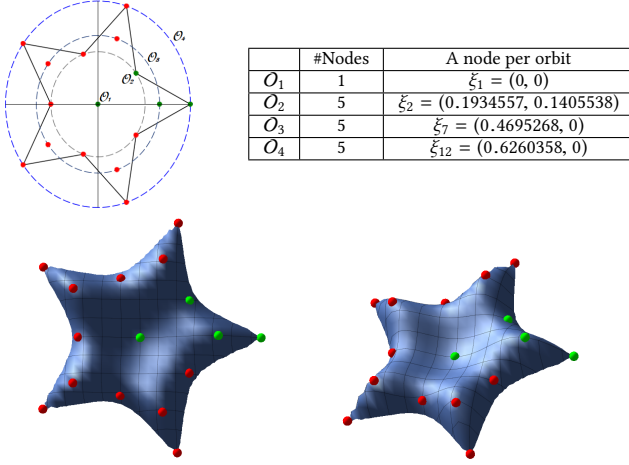 𝒪₄
𝒪₃
𝒪₂
𝒪₁
#Nodes A node per orbit
O₁ 1 ξ₁ = (0, 0)
O₂ 5 ξ₂ = (0.1934557, 0.1405538)
O₃ 5 ξ₇ = (0.4695268, 0)
O₄ 5 ξ₁₂ = (0.6260358, 0)